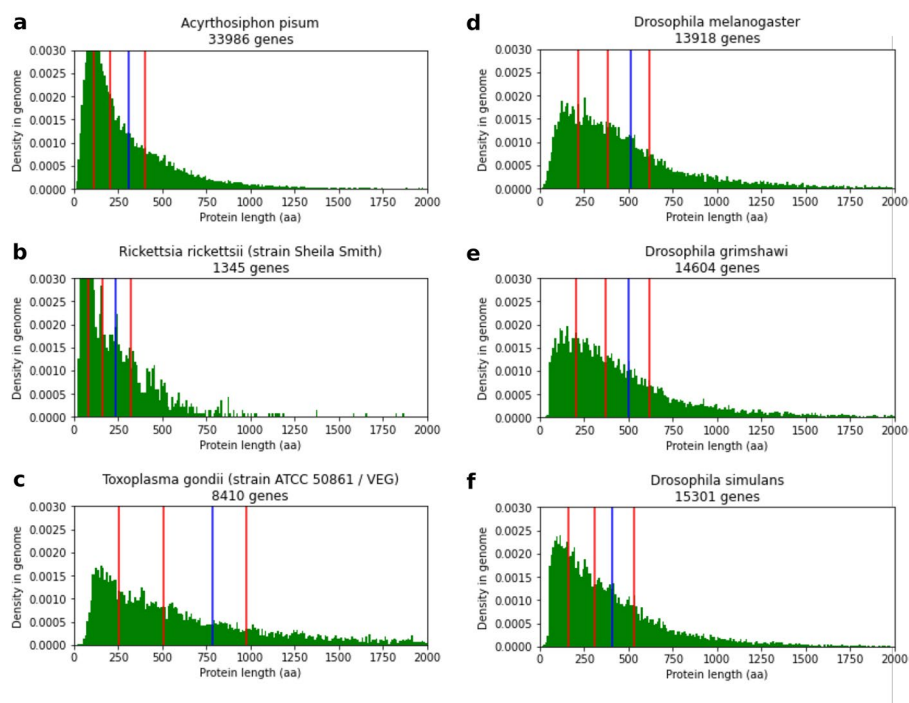 a
Acyrthosiphon pisum
33986 genes
Density in genome
0.0030
0.0025
0.0020
0.0015
0.0010
0.0005
0.0000
0 250 500 750 1000 1250 1500 1750 2000
Protein length (aa)
b
Rickettsia rickettsii (strain Sheila Smith)
1345 genes
Density in genome
0.0030
0.0025
0.0020
0.0015
0.0010
0.0005
0.0000
0 250 500 750 1000 1250 1500 1750 2000
Protein length (aa)
c
Toxoplasma gondii (strain ATCC 50861 / VEG)
8410 genes
Density in genome
0.0030
0.0025
0.0020
0.0015
0.0010
0.0005
0.0000
0 250 500 750 1000 1250 1500 1750 2000
Protein length (aa)
d
Drosophila melanogaster
13918 genes
Density in genome
0.0030
0.0025
0.0020
0.0015
0.0010
0.0005
0.0000
0 250 500 750 1000 1250 1500 1750 2000
Protein length (aa)
e
Drosophila grimshawi
14604 genes
Density in genome
0.0030
0.0025
0.0020
0.0015
0.0010
0.0005
0.0000
0 250 500 750 1000 1250 1500 1750 2000
Protein length (aa)
f
Drosophila simulans
15301 genes
Density in genome
0.0030
0.0025
0.0020
0.0015
0.0010
0.0005
0.0000
0 250 500 750 1000 1250 1500 1750 2000
Protein length (aa)